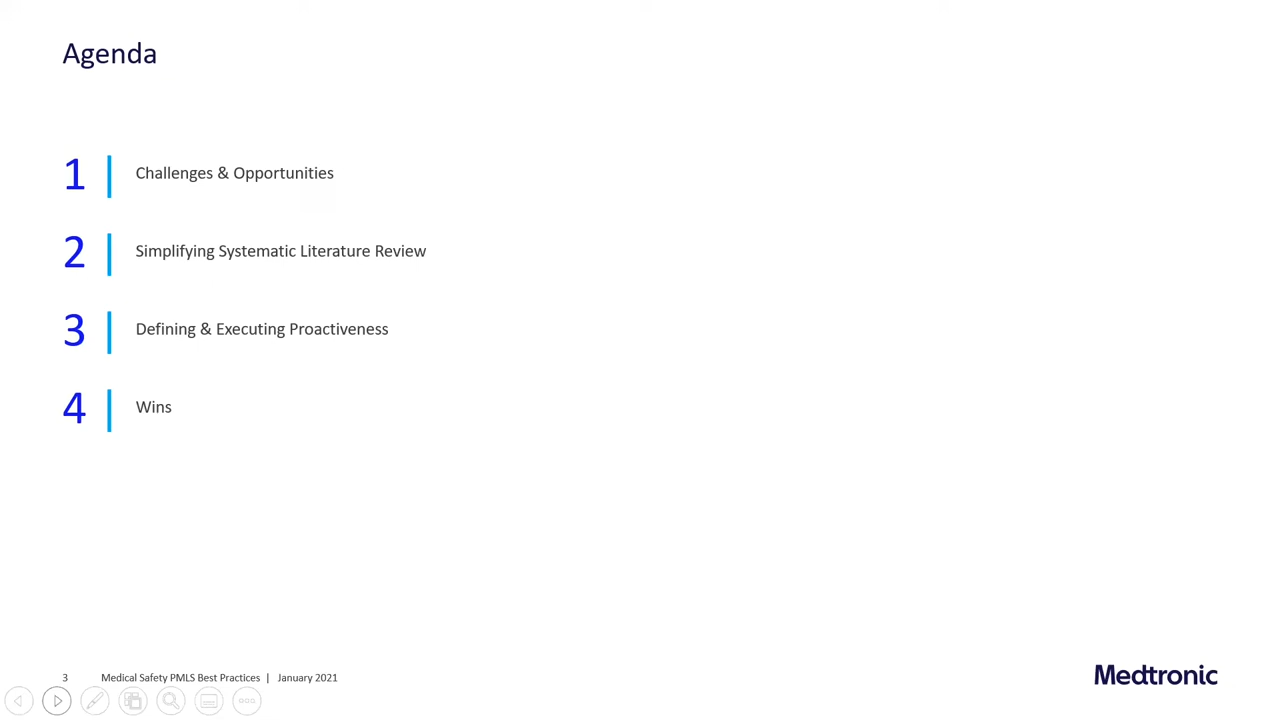 Agenda
1 Challenges & Opportunities
2 Simplifying Systematic Literature Review
3 Defining & Executing Proactiveness
4 Wins
3 Medical Safety PMLS Best Practices | January 2021
Medtronic